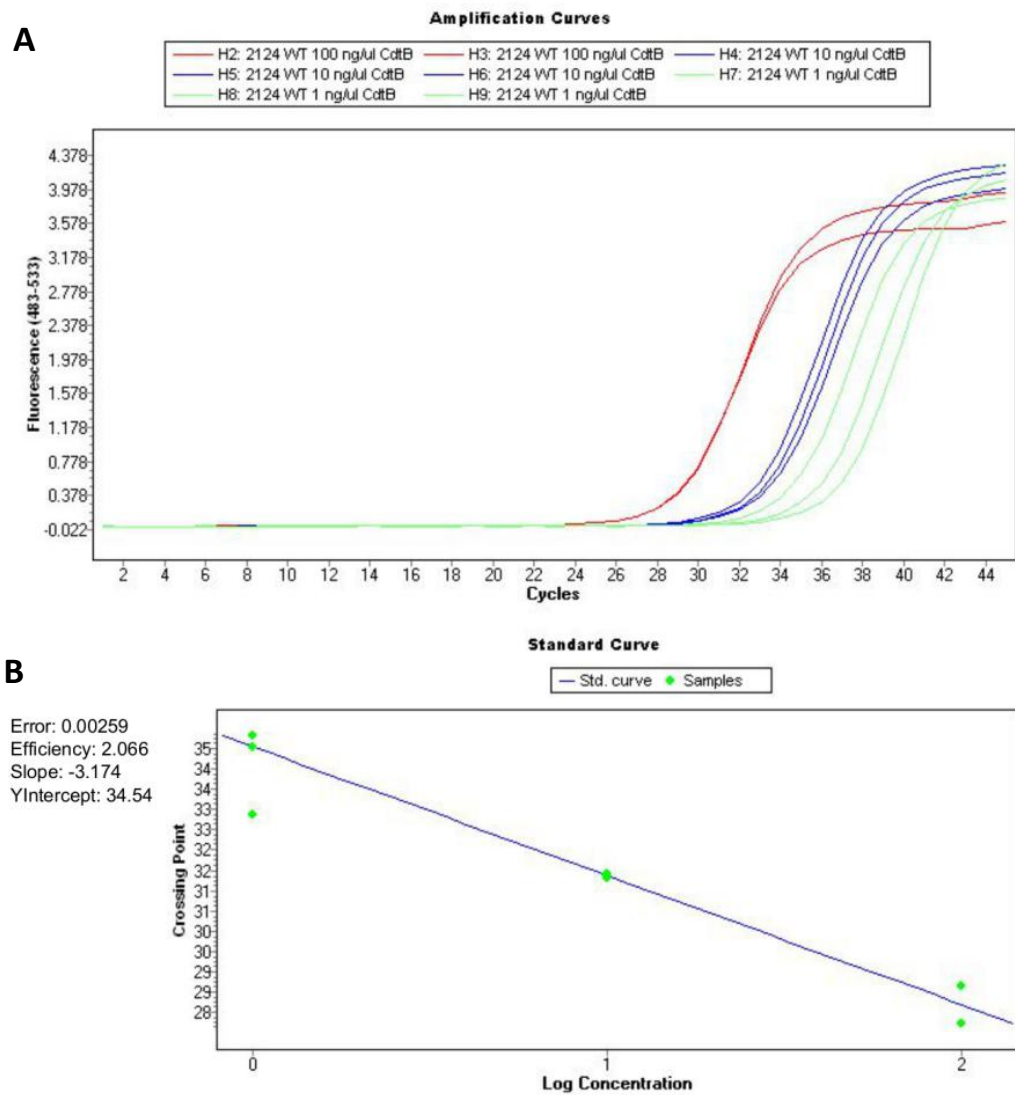 Amplification Curves
A
H2: 2124 WT 100 ng/ul CdtB H3: 2124 WT 100 ng/ul CdtB H4: 2124 WT 10 ng/ul CdtB
H5: 2124 WT 10 ng/ul CdtB H6: 2124 WT 10 ng/ul CdtB H7: 2124 WT 1 ng/ul CdtB
H8: 2124 WT 1 ng/ul CdtB H9: 2124 WT 1 ng/ul CdtB
Fluorescence (483-533)
4.378
3.978
3.578
3.178
2.778
2.378
1.978
1.578
1.178
0.778
0.378
-0.022
2 4 6 8 10 12 14 16 18 20 22 24 26 28 30 32 34 36 38 40 42 44
Cycles
Standard Curve
B
Std. curve Samples
Error: 0.00259
Efficiency: 2.066
Slope: -3.174
YIntercept: 34.54
Crossing Point
35
34
34
33
33
32
32
31
31
30
30
29
29
28
0 1 2
Log Concentration